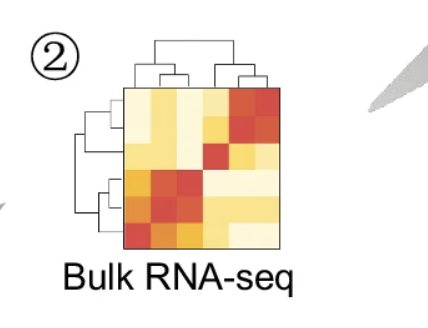 ②
Bulk RNA-seq